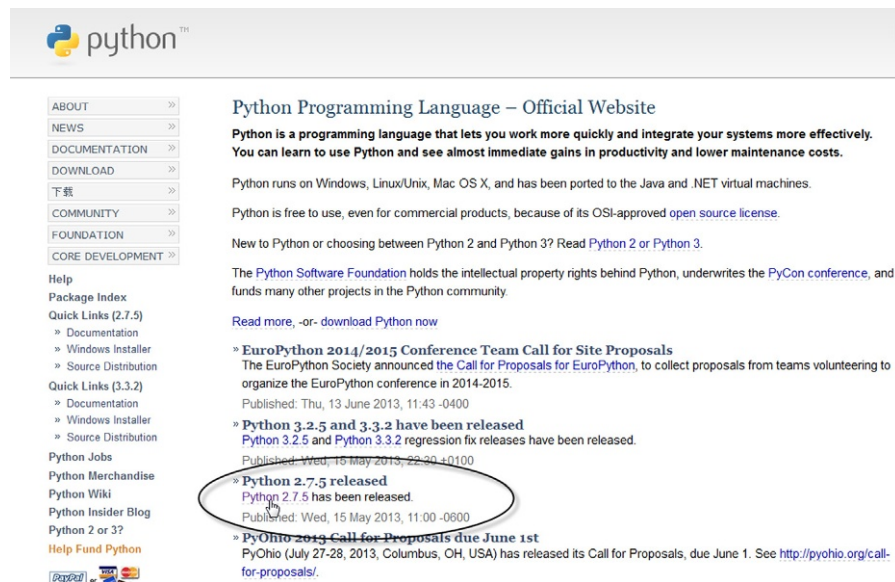 python™
ABOUT »
NEWS »
DOCUMENTATION »
DOWNLOAD »
下载 »
COMMUNITY »
FOUNDATION »
CORE DEVELOPMENT »
Help
Package Index
Quick Links (2.7.5)
» Documentation
» Windows Installer
» Source Distribution
Quick Links (3.3.2)
» Documentation
» Windows Installer
» Source Distribution
Python Jobs
Python Merchandise
Python Wiki
Python Insider Blog
Python 2 or 3?
Help Fund Python
PayPal or VISA
Python Programming Language – Official Website
Python is a programming language that lets you work more quickly and integrate your systems more effectively.
You can learn to use Python and see almost immediate gains in productivity and lower maintenance costs.
Python runs on Windows, Linux/Unix, Mac OS X, and has been ported to the Java and .NET virtual machines.
Python is free to use, even for commercial products, because of its OSI-approved open source license.
New to Python or choosing between Python 2 and Python 3? Read Python 2 or Python 3.
The Python Software Foundation holds the intellectual property rights behind Python, underwrites the PyCon conference, and
funds many other projects in the Python community.
Read more, -or- download Python now
» EuroPython 2014/2015 Conference Team Call for Site Proposals
The EuroPython Society announced the Call for Proposals for EuroPython, to collect proposals from teams volunteering to
organize the EuroPython conference in 2014-2015.
Published: Thu, 13 June 2013, 11:43 -0400
» Python 3.2.5 and 3.3.2 have been released
Python 3.2.5 and Python 3.3.2 regression fix releases have been released.
Published: Wed, 15 May 2013, 22:30 +0100
» Python 2.7.5 released
Python 2.7.5 has been released.
Published: Wed, 15 May 2013, 11:00 -0600
» PyOhio 2013 Call for Proposals due June 1st
PyOhio (July 27-28, 2013, Columbus, OH, USA) has released its Call for Proposals, due June 1. See http://pyohio.org/call-
for-proposals/.